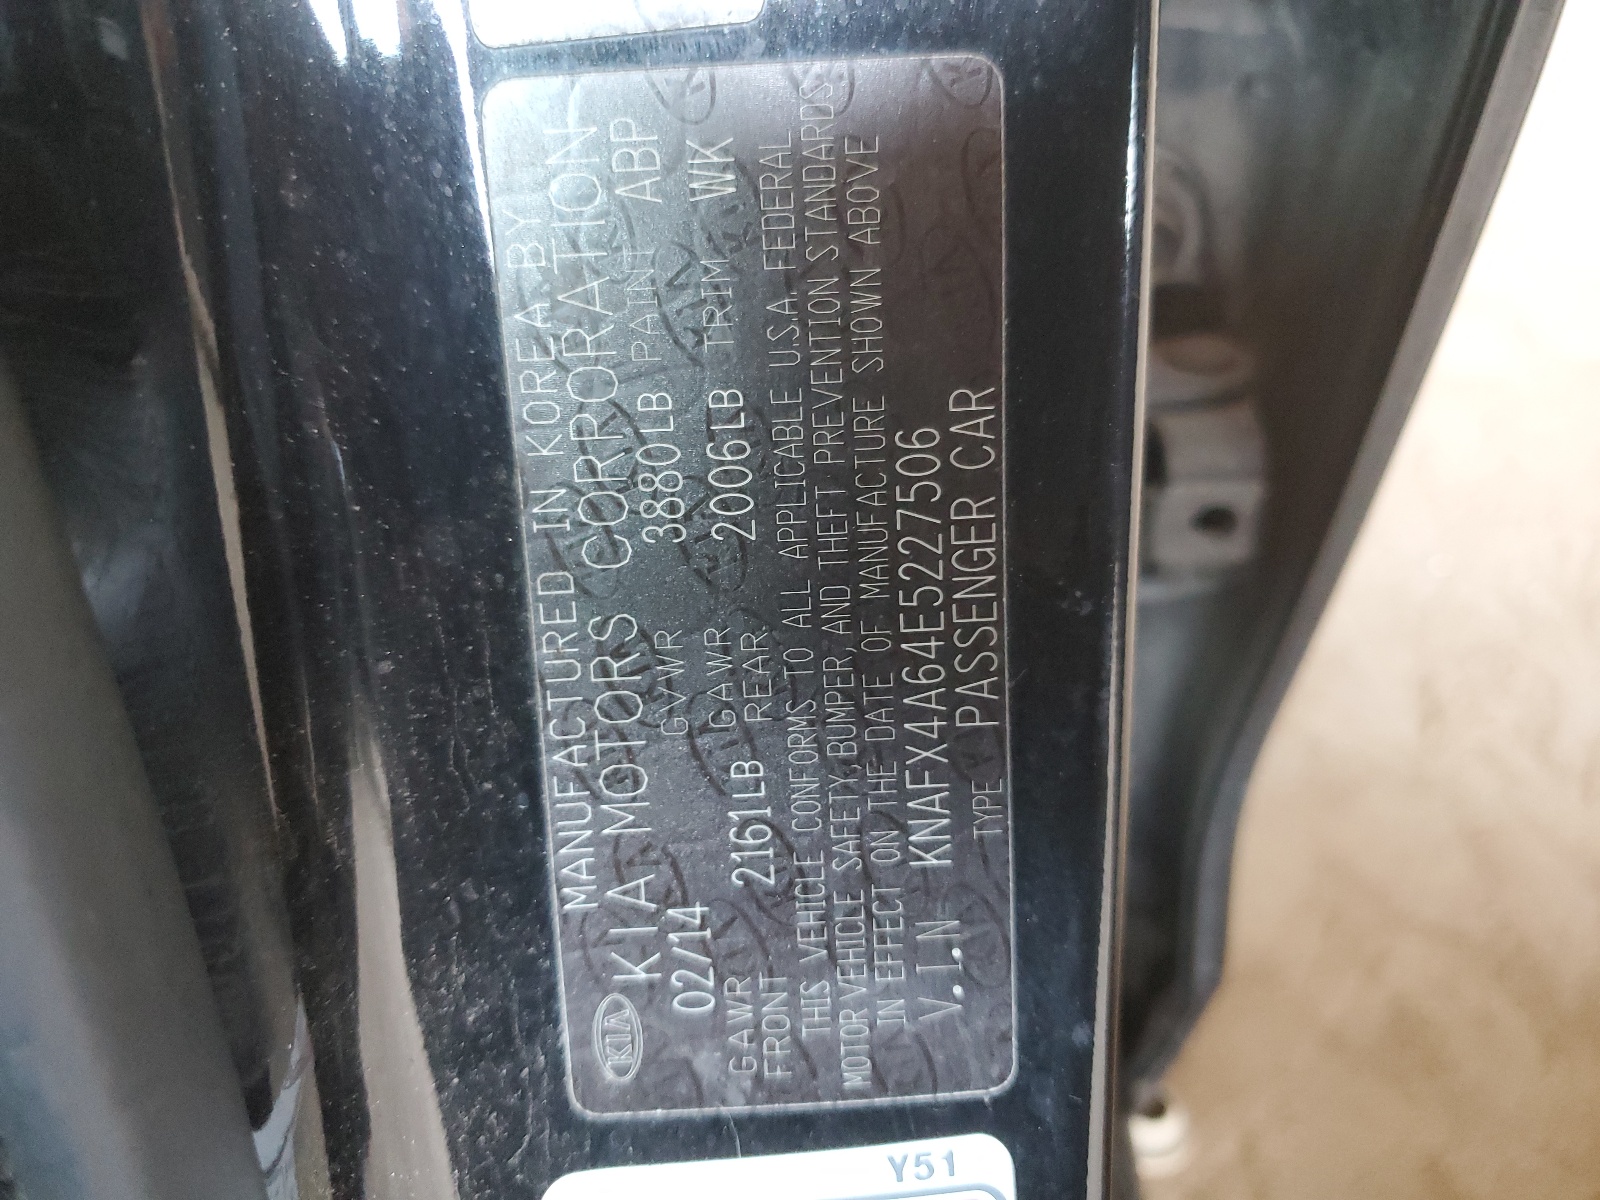 MANUFACTURED IN KOREA BY
KIA KIA MOTORS CORPORATION
02/14 GVWR 3880LB PAINT ABP
GAWR FRONT 2161LB GAWR REAR 2006LB TRIM WK
THIS VEHICLE CONFORMS TO ALL APPLICABLE U.S.A. FEDERAL
MOTOR VEHICLE SAFETY, BUMPER, AND THEFT PREVENTION STANDARDS
IN EFFECT ON THE DATE OF MANUFACTURE SHOWN ABOVE
V.I.N KNAFX4A64E5227506
TYPE PASSENGER CAR
Y51